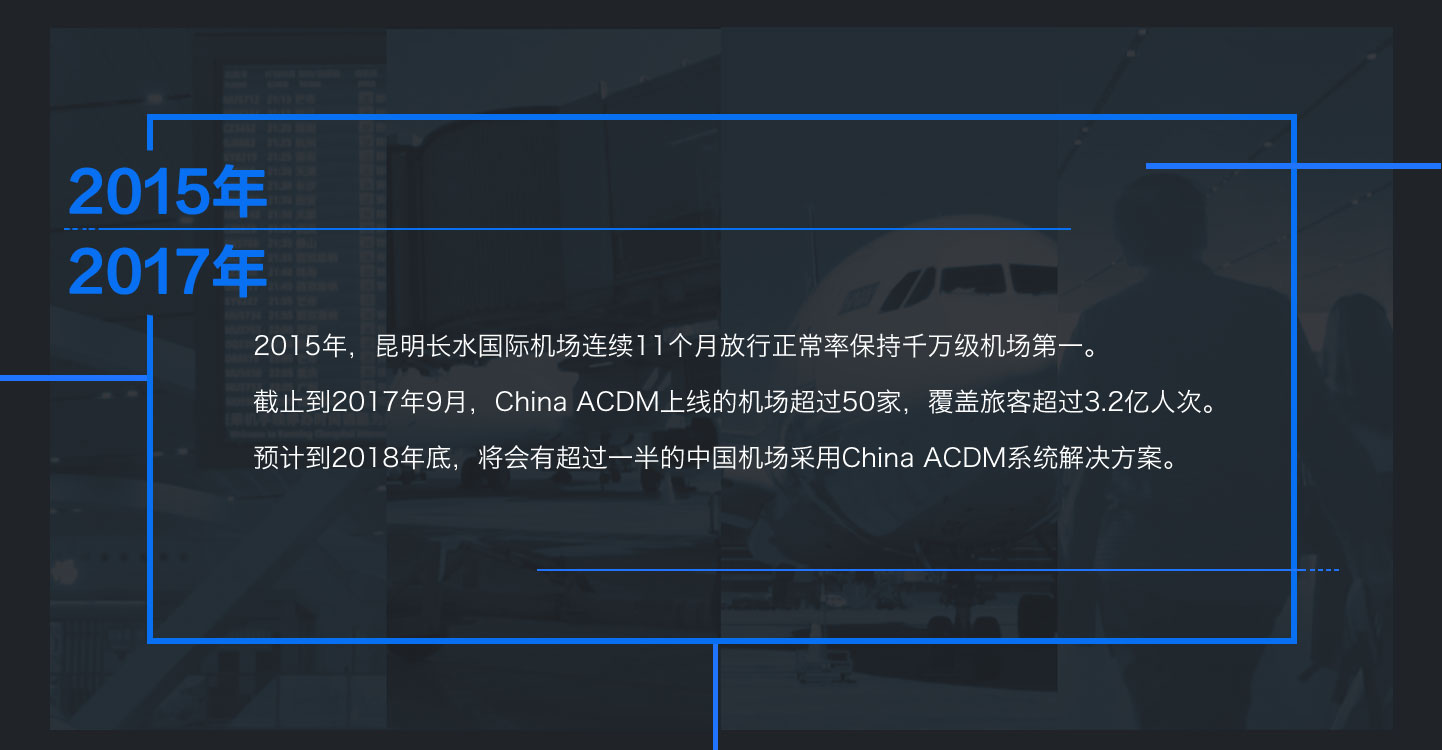 2015年
2017年
2015年，昆明长水国际机场连续11个月放行正常率保持千万级机场第一。
截止到2017年9月，China ACDM上线的机场超过50家，覆盖旅客超过3.2亿人次。
预计到2018年底，将会有超过一半的中国机场采用China ACDM系统解决方案。